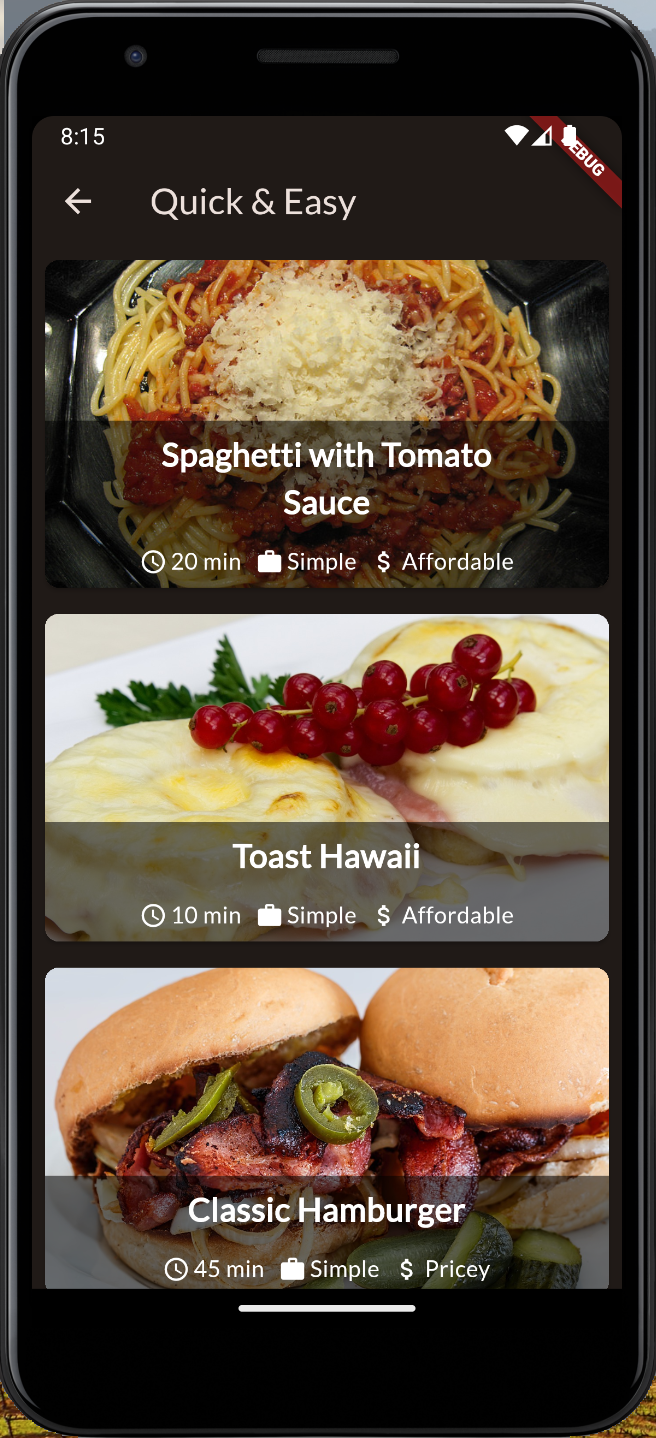 8:15
DEBUG
Quick & Easy
Spaghetti with Tomato
Sauce
20 min Simple $ Affordable
Toast Hawaii
10 min Simple $ Affordable
Classic Hamburger
45 min Simple $ Pricey